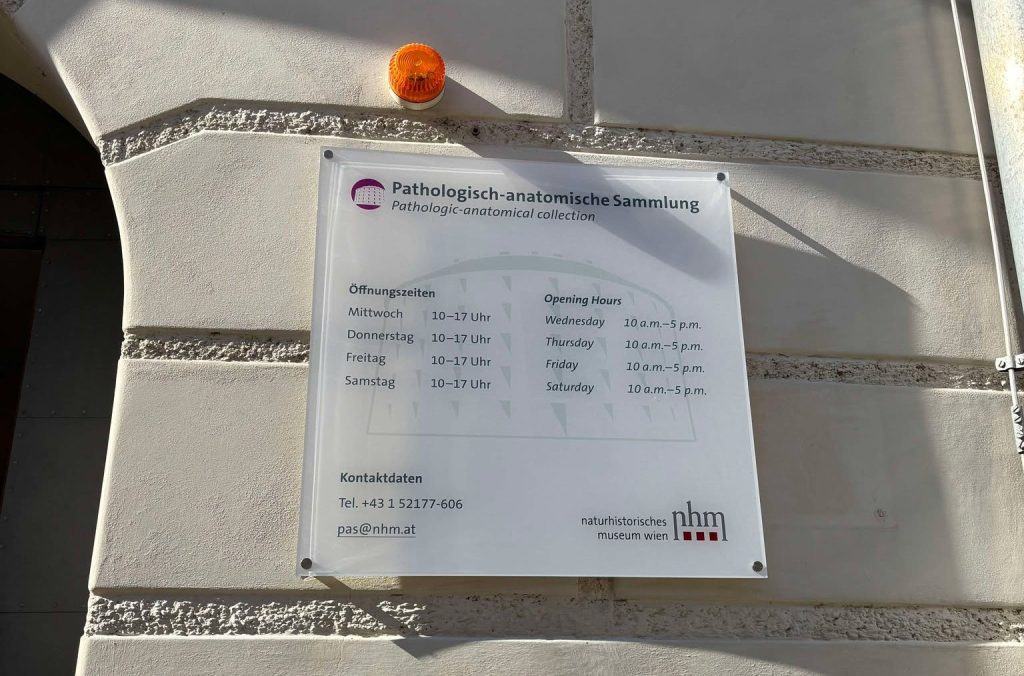 Pathologisch-anatomische Sammlung
Pathologic-anatomical collection
Öffnungszeiten
Mittwoch 10–17 Uhr
Donnerstag 10–17 Uhr
Freitag 10–17 Uhr
Samstag 10–17 Uhr
Opening Hours
Wednesday 10 a.m.–5 p.m.
Thursday 10 a.m.–5 p.m.
Friday 10 a.m.–5 p.m.
Saturday 10 a.m.–5 p.m.
Kontaktdaten
Tel. +43 1 52177-606
pas@nhm.at
naturhistorisches
museum wien
nhm